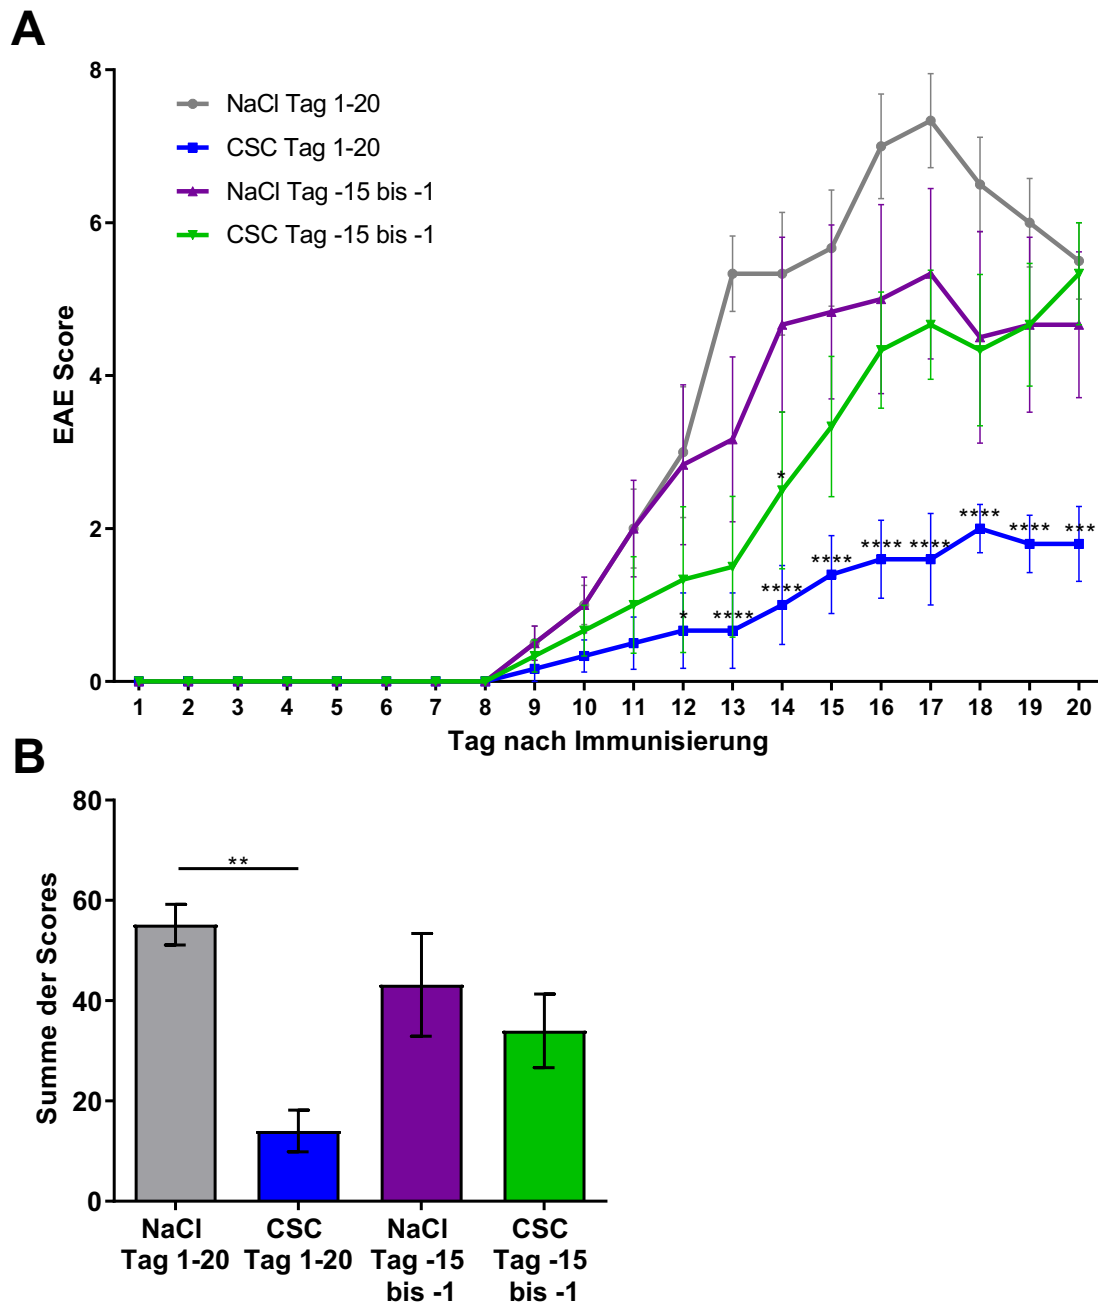 A
8
6
4
2
0
EAE Score
NaCl Tag 1-20
CSC Tag 1-20
NaCl Tag -15 bis -1
CSC Tag -15 bis -1
*
* **** **** **** **** **** **** **** ***
1 2 3 4 5 6 7 8 9 10 11 12 13 14 15 16 17 18 19 20
Tag nach Immunisierung
B
80
60
40
20
0
Summe der Scores
**
NaCl Tag 1-20
CSC Tag 1-20
NaCl Tag -15 bis -1
CSC Tag -15 bis -1